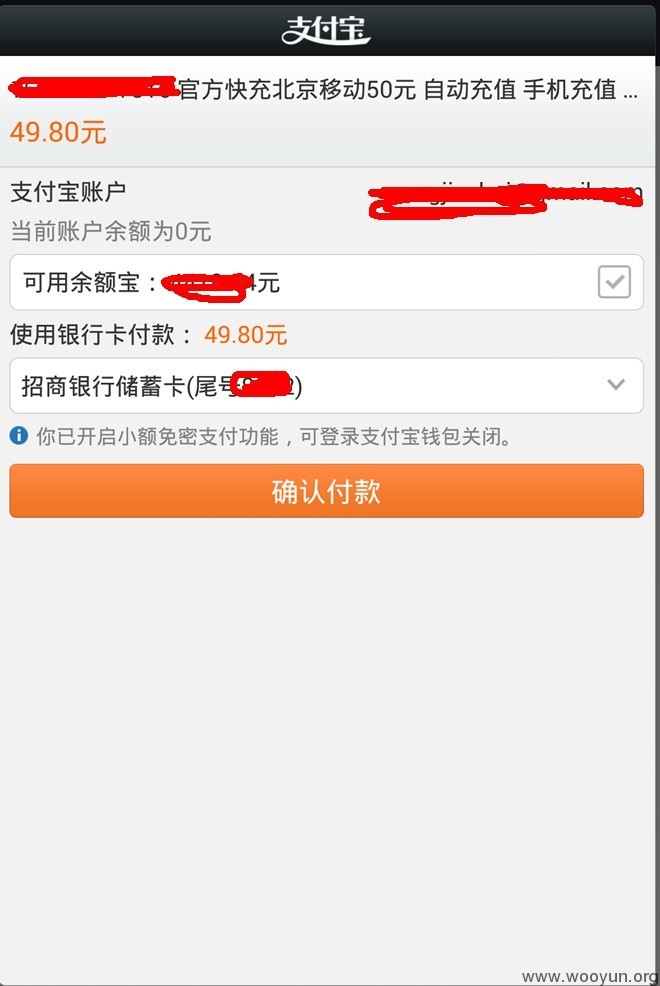 支付宝
官方快充北京移动50元 自动充值 手机充值 ...
49.80元
支付宝账户
当前账户余额为0元
可用余额宝：4元
使用银行卡付款： 49.80元
招商银行储蓄卡(尾号2)
你已开启小额免密支付功能，可登录支付宝钱包关闭。
确认付款
www.wooyun.org